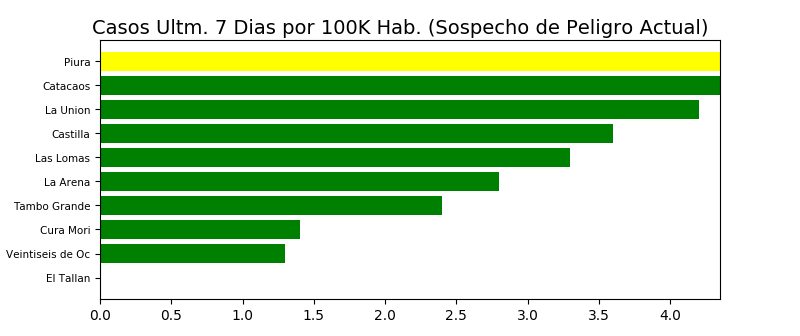 Casos Ultm. 7 Dias por 100K Hab. (Sospecho de Peligro Actual)
Piura
Catacaos
La Union
Castilla
Las Lomas
La Arena
Tambo Grande
Cura Mori
Veintiseis de Oc
El Tallan
0.0 0.5 1.0 1.5 2.0 2.5 3.0 3.5 4.0